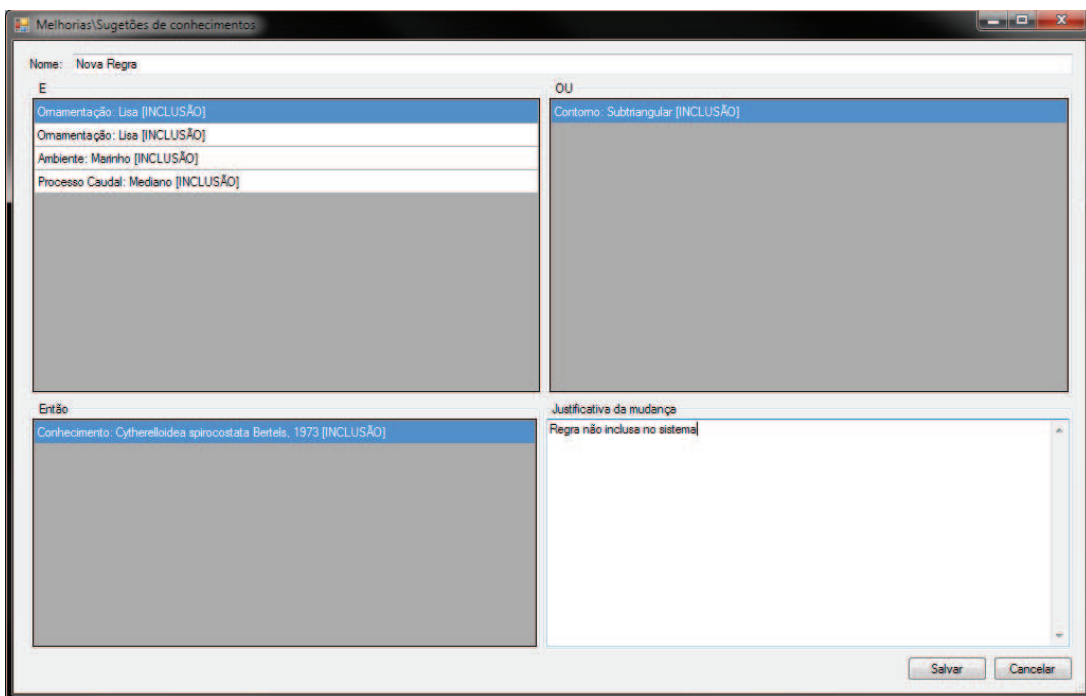 Melhorias\Sugetões de conhecimentos
Nome: Nova Regra
E
Ornamentação: Lisa [INCLUSÃO]
Ornamentação: Lisa [INCLUSÃO]
Ambiente: Marinho [INCLUSÃO]
Processo Caudal: Mediano [INCLUSÃO]
OU
Contorno: Subtriangular [INCLUSÃO]
Então
Conhecimento: Cytherelloidea spirocostata Bertels, 1973 [INCLUSÃO]
Justificativa da mudança
Regra não inclusa no sistema
Salvar Cancelar